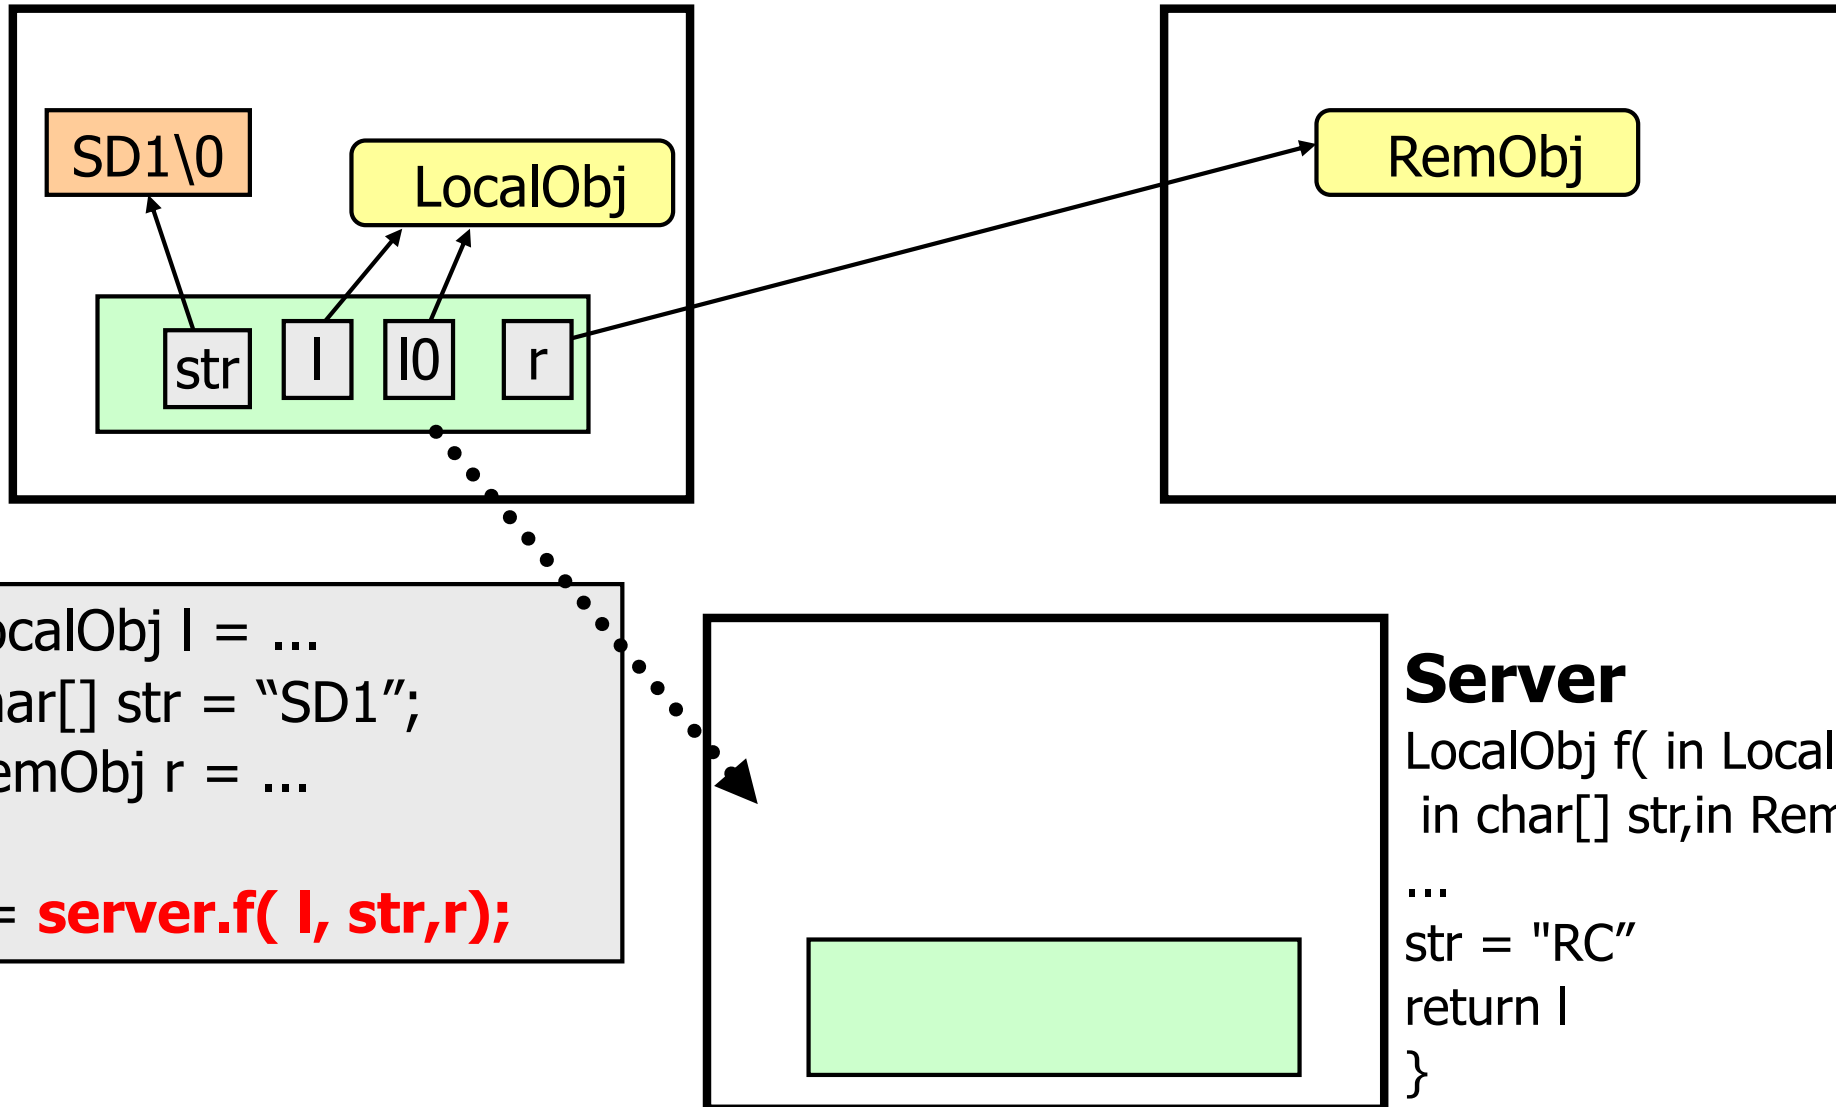 SD1\0
LocalObj
RemObj
str
l
l0
r
ocalObj l = ...
ar[] str = “SD1”;
emObj r = ...
= server.f( l, str,r);
Server
LocalObj f( in Local
in char[] str,in Rem
...
str = "RC”
return l
}